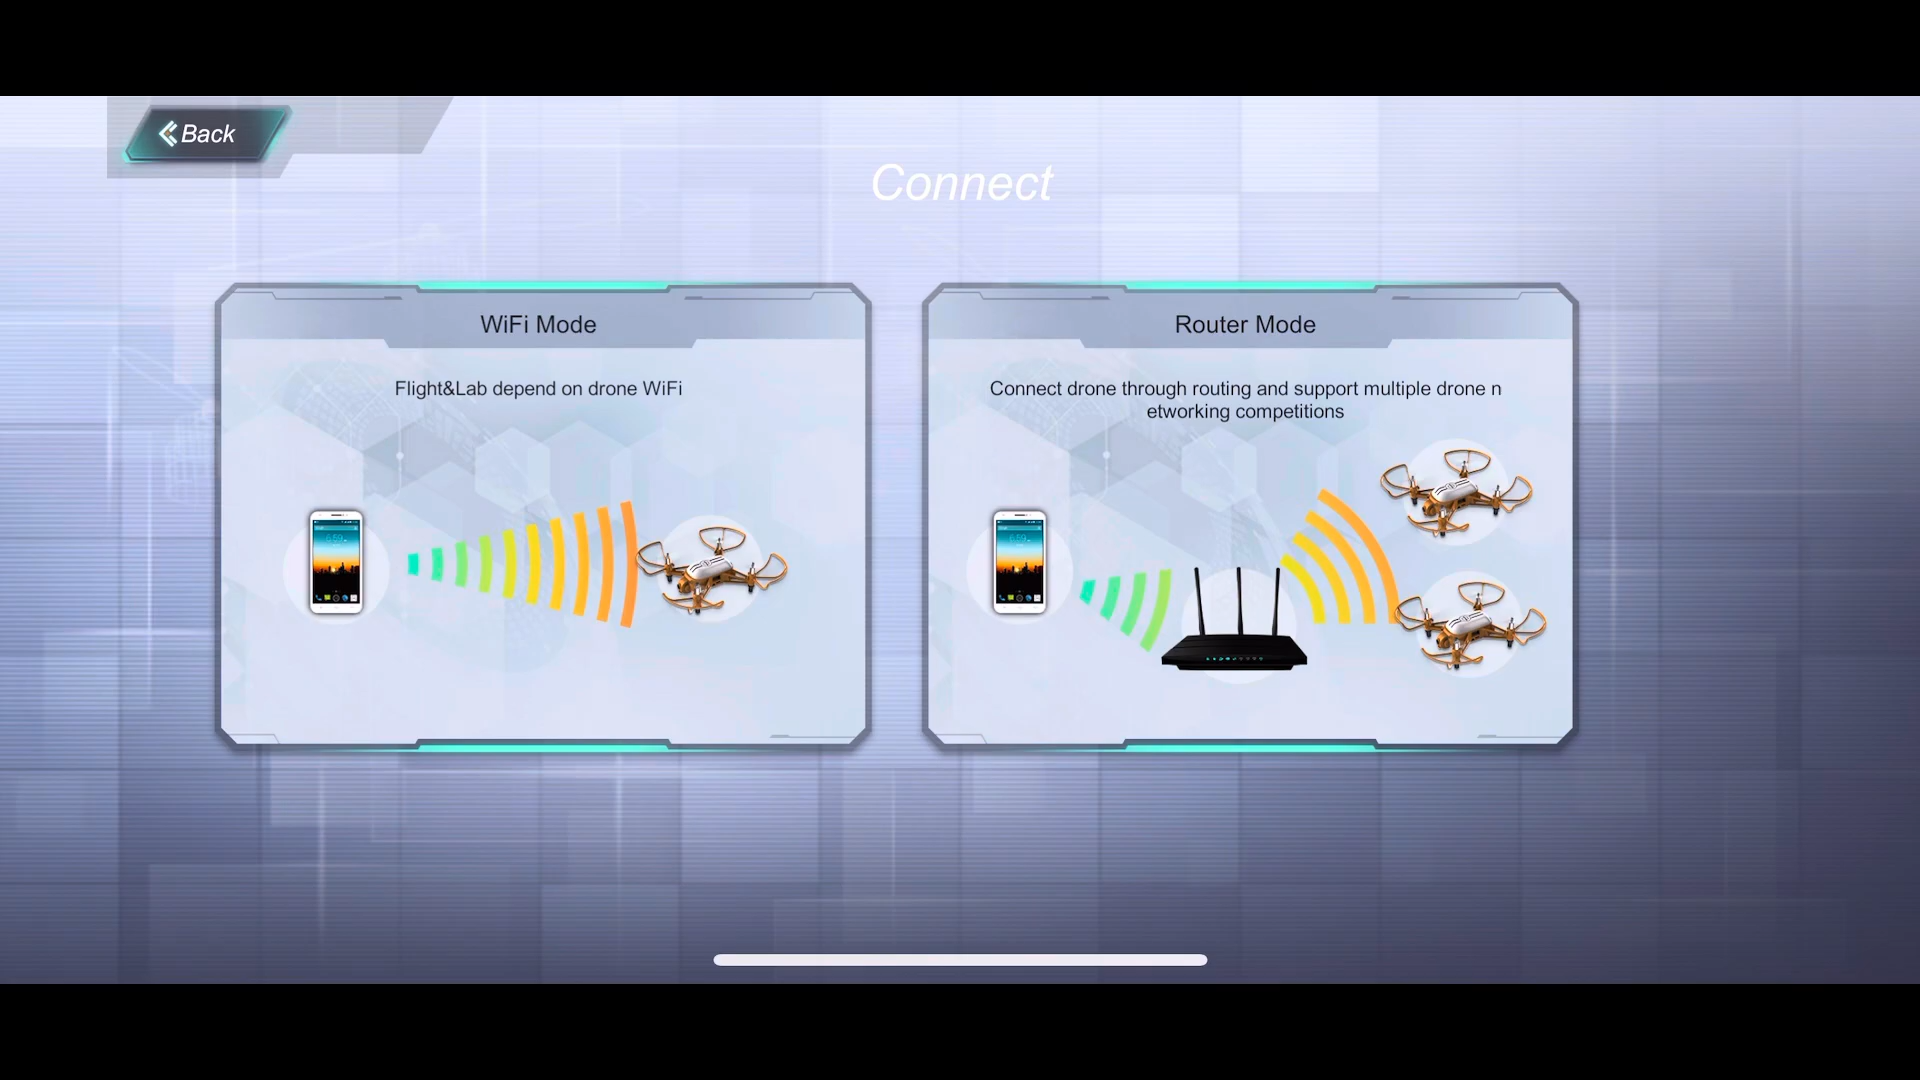 Back
Connect
WiFi Mode
Flight&Lab depend on drone WiFi
Router Mode
Connect drone through routing and support multiple drone n
etworking competitions